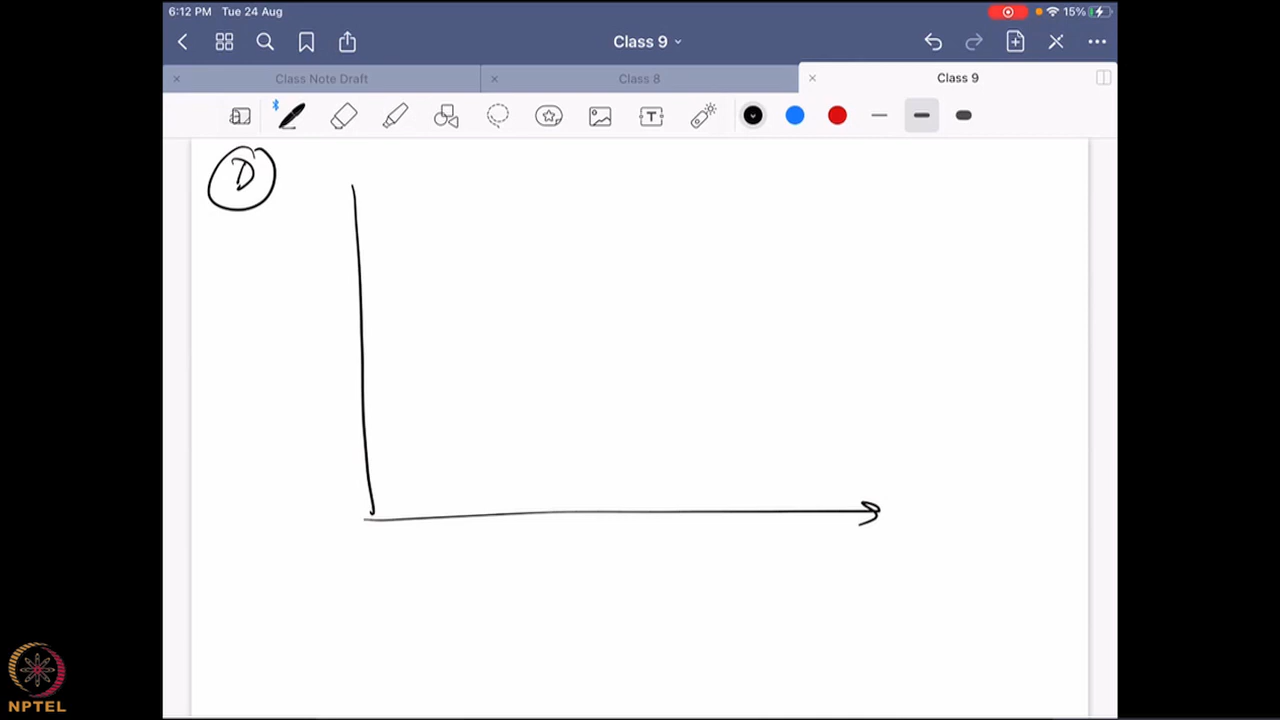 6:12 PM Tue 24 Aug 15%
Class 9
Class Note Draft Class 8 Class 9
T
D
NPTEL